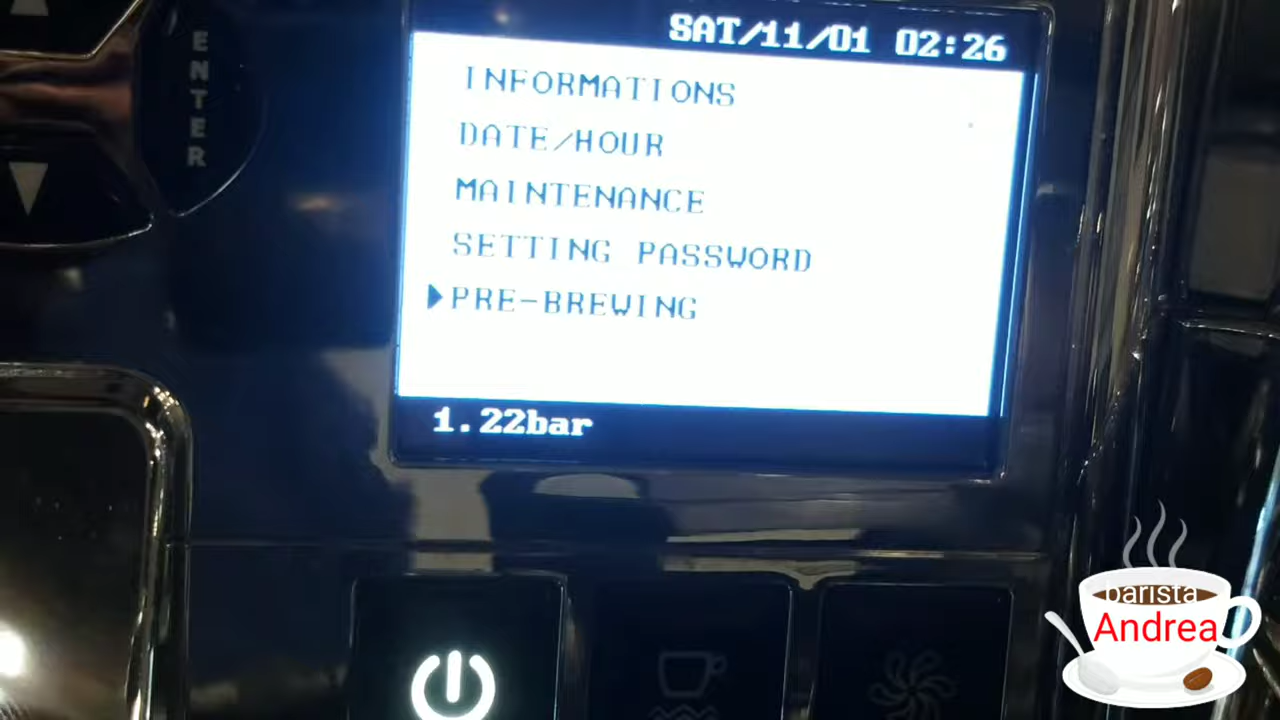 SAT/11/01 02:26
ENTER
INFORMATIONS
DATE/HOUR
MAINTENANCE
SETTING PASSWORD
PRE-BREWING
1.22bar
barista
Andrea